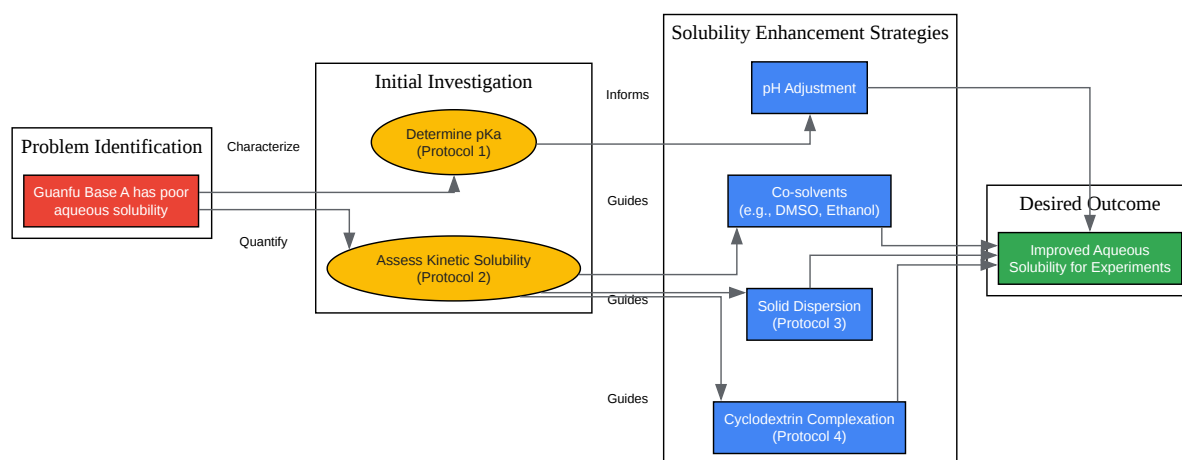 Problem Identification
Guanfu Base A has poor
aqueous solubility
Characterize
Quantify
Initial Investigation
Determine pKa
(Protocol 1)
Assess Kinetic Solubility
(Protocol 2)
Informs
Guides
Guides
Guides
Solubility Enhancement Strategies
pH Adjustment
Co-solvents
(e.g., DMSO, Ethanol)
Solid Dispersion
(Protocol 3)
Cyclodextrin Complexation
(Protocol 4)
Desired Outcome
Improved Aqueous
Solubility for Experiments